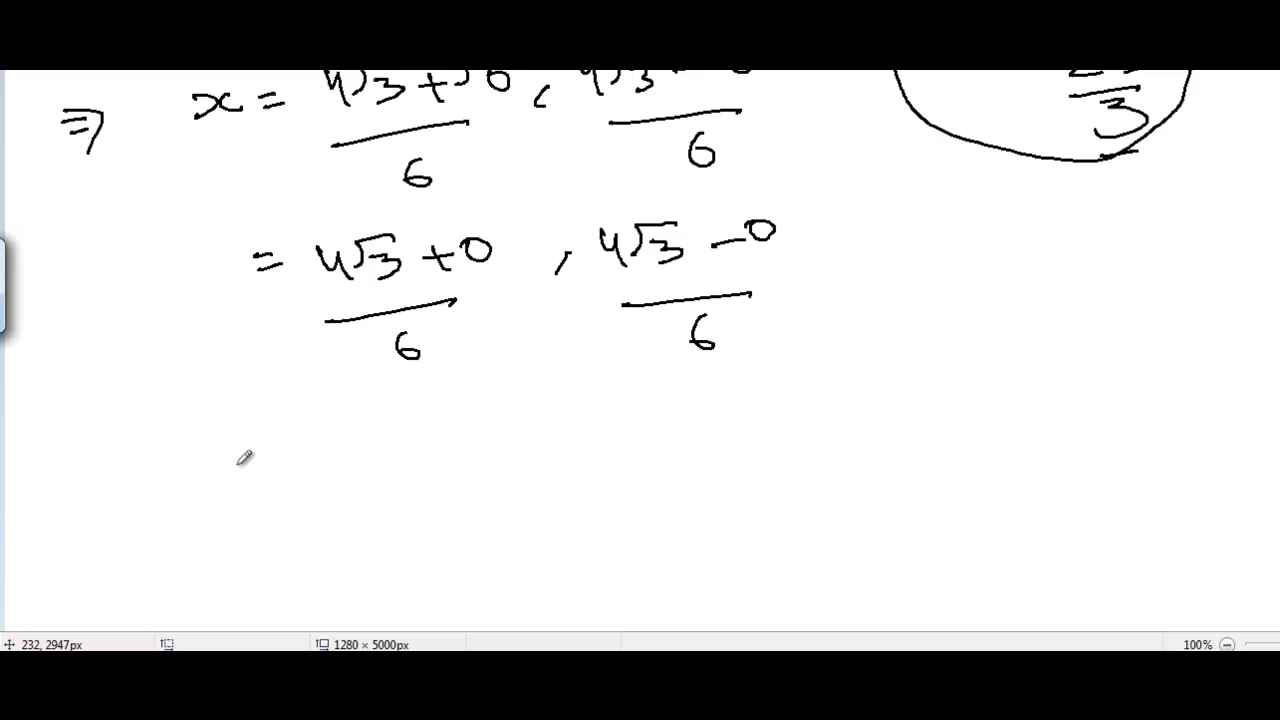 ⇒ x = (4√3 + √0)/6 , (4√3 - 0)/6
3
= (4√3 + 0)/6 , (4√3 - 0)/6
232, 2947px 1280 × 5000px 100%